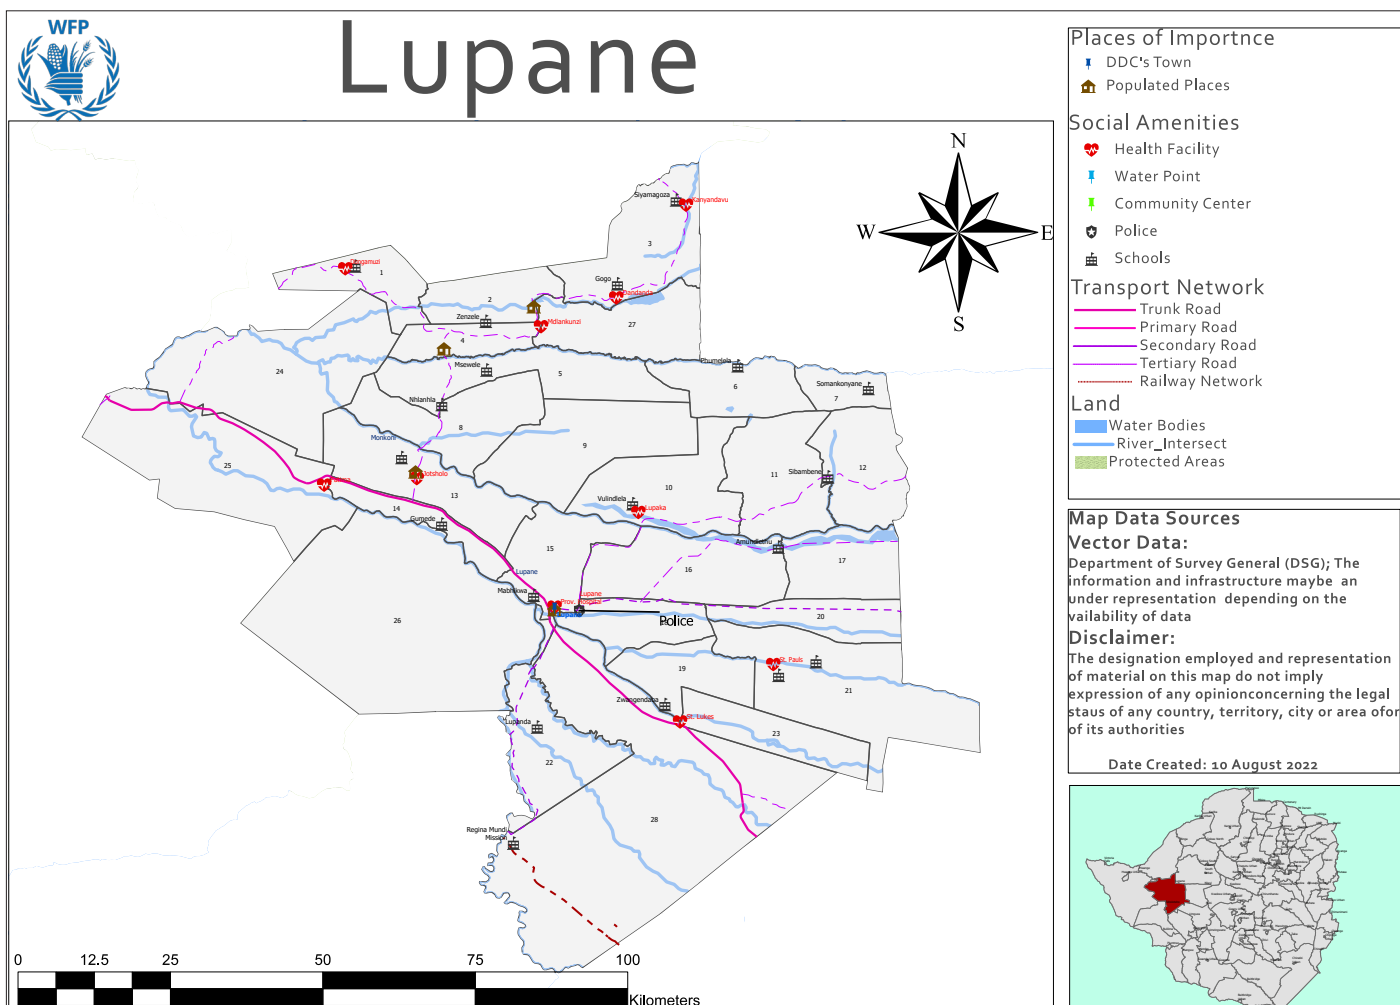 WFP
Lupane
N
W
E
S
Siyamagoza
Kanyandavu
3
1
Gogo
Dandanda
2
Zenzele
Mdlankunzi
27
4
Msewele
5
Phumelela
6
Somankonyane
7
24
Nhlanhla
8
Monkoni
9
25
Jotsholo
11
Sibambene
12
13
10
Vulindlela
Lupaka
14
Gumede
15
16
17
Lupane
Mabhikwa
Lupane
Prov. Hospital
Lupane
Police
20
26
19
St. Pauls
21
Zwangendaba
St. Lukes
23
Lupanda
22
28
Regina Mundi
Mission
0
12.5
25
50
75
100
Kilometers
Places of Importnce
DDC's Town
Populated Places
Social Amenities
Health Facility
Water Point
Community Center
Police
Schools
Transport Network
Trunk Road
Primary Road
Secondary Road
Tertiary Road
Railway Network
Land
Water Bodies
River_Intersect
Protected Areas
Map Data Sources
Vector Data:
Department of Survey General (DSG); The
information and infrastructure maybe an
under representation depending on the
vailability of data
Disclaimer:
The designation employed and representation
of material on this map do not imply
expression of any opinionconcerning the legal
staus of any country, territory, city or area ofor
of its authorities
Date Created: 10 August 2022